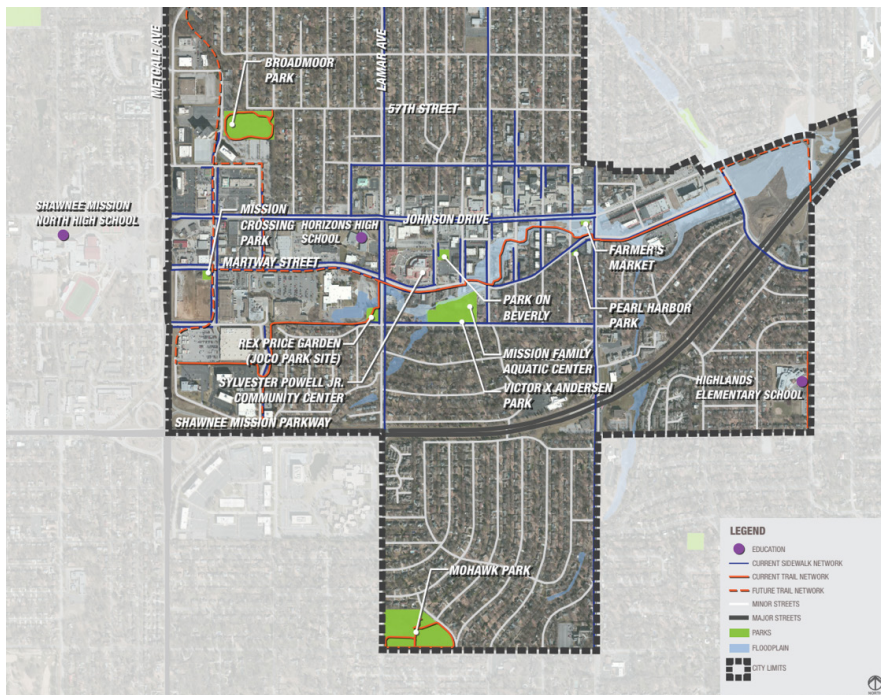 METCALF AVE
LAMAR AVE
BROADMOOR
PARK
57TH STREET
SHAWNEE MISSION
NORTH HIGH SCHOOL
MISSION
CROSSING
PARK
HORIZONS HIGH
SCHOOL
JOHNSON DRIVE
FARMER'S
MARKET
MARTWAY STREET
PARK ON
BEVERLY
PEARL HARBOR
PARK
REX PRICE GARDEN
(JOCO PARK SITE)
MISSION FAMILY
AQUATIC CENTER
SYLVESTER POWELL JR.
COMMUNITY CENTER
VICTOR X ANDERSEN
PARK
HIGHLANDS
ELEMENTARY SCHOOL
SHAWNEE MISSION PARKWAY
MOHAWK PARK
LEGEND
EDUCATION
CURRENT SIDEWALK NETWORK
CURRENT TRAIL NETWORK
FUTURE TRAIL NETWORK
MINOR STREETS
MAJOR STREETS
PARKS
FLOODPLAIN
CITY LIMITS
NORTH